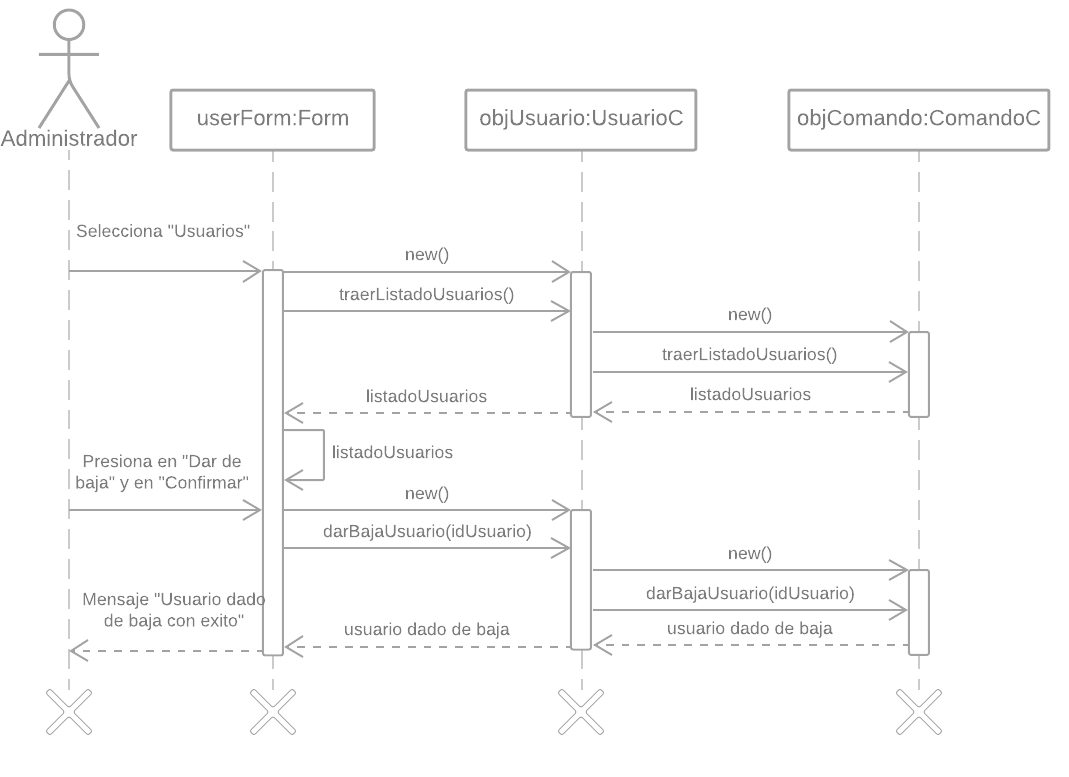 Administrador
userForm:Form
objUsuario:UsuarioC
objComando:ComandoC
Selecciona "Usuarios"
new()
traerListadoUsuarios()
new()
traerListadoUsuarios()
listadoUsuarios
listadoUsuarios
listadoUsuarios
Presiona en "Dar de
baja" y en "Confirmar"
new()
darBajaUsuario(idUsuario)
new()
darBajaUsuario(idUsuario)
usuario dado de baja
usuario dado de baja
Mensaje "Usuario dado
de baja con exito"